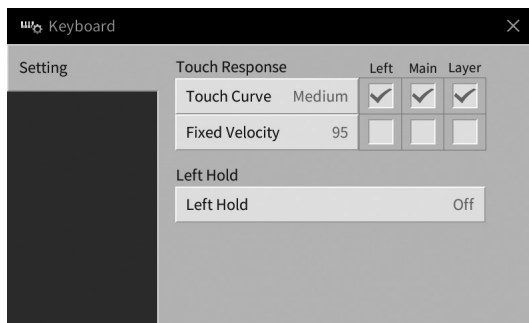 Keyboard
Setting
Touch Response Left Main Layer
Touch Curve Medium
Fixed Velocity 95
Left Hold
Left Hold Off